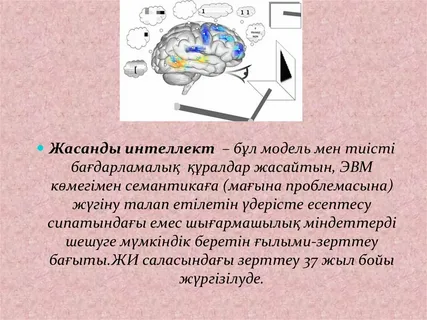 Жасанды интеллект – бұл модель мен тиісті
бағдарламалық құралдар жасайтын, ЭВМ
көмегімен семантикаға (мағына проблемасына)
жүгіну талап етілетін үдерісте есептесу
сипатындағы емес шығармашылық міндеттерді
шешуге мүмкіндік беретін ғылыми-зерттеу
бағыты.ЖИ саласындағы зерттеу 37 жыл бойы
жүргізілуде.